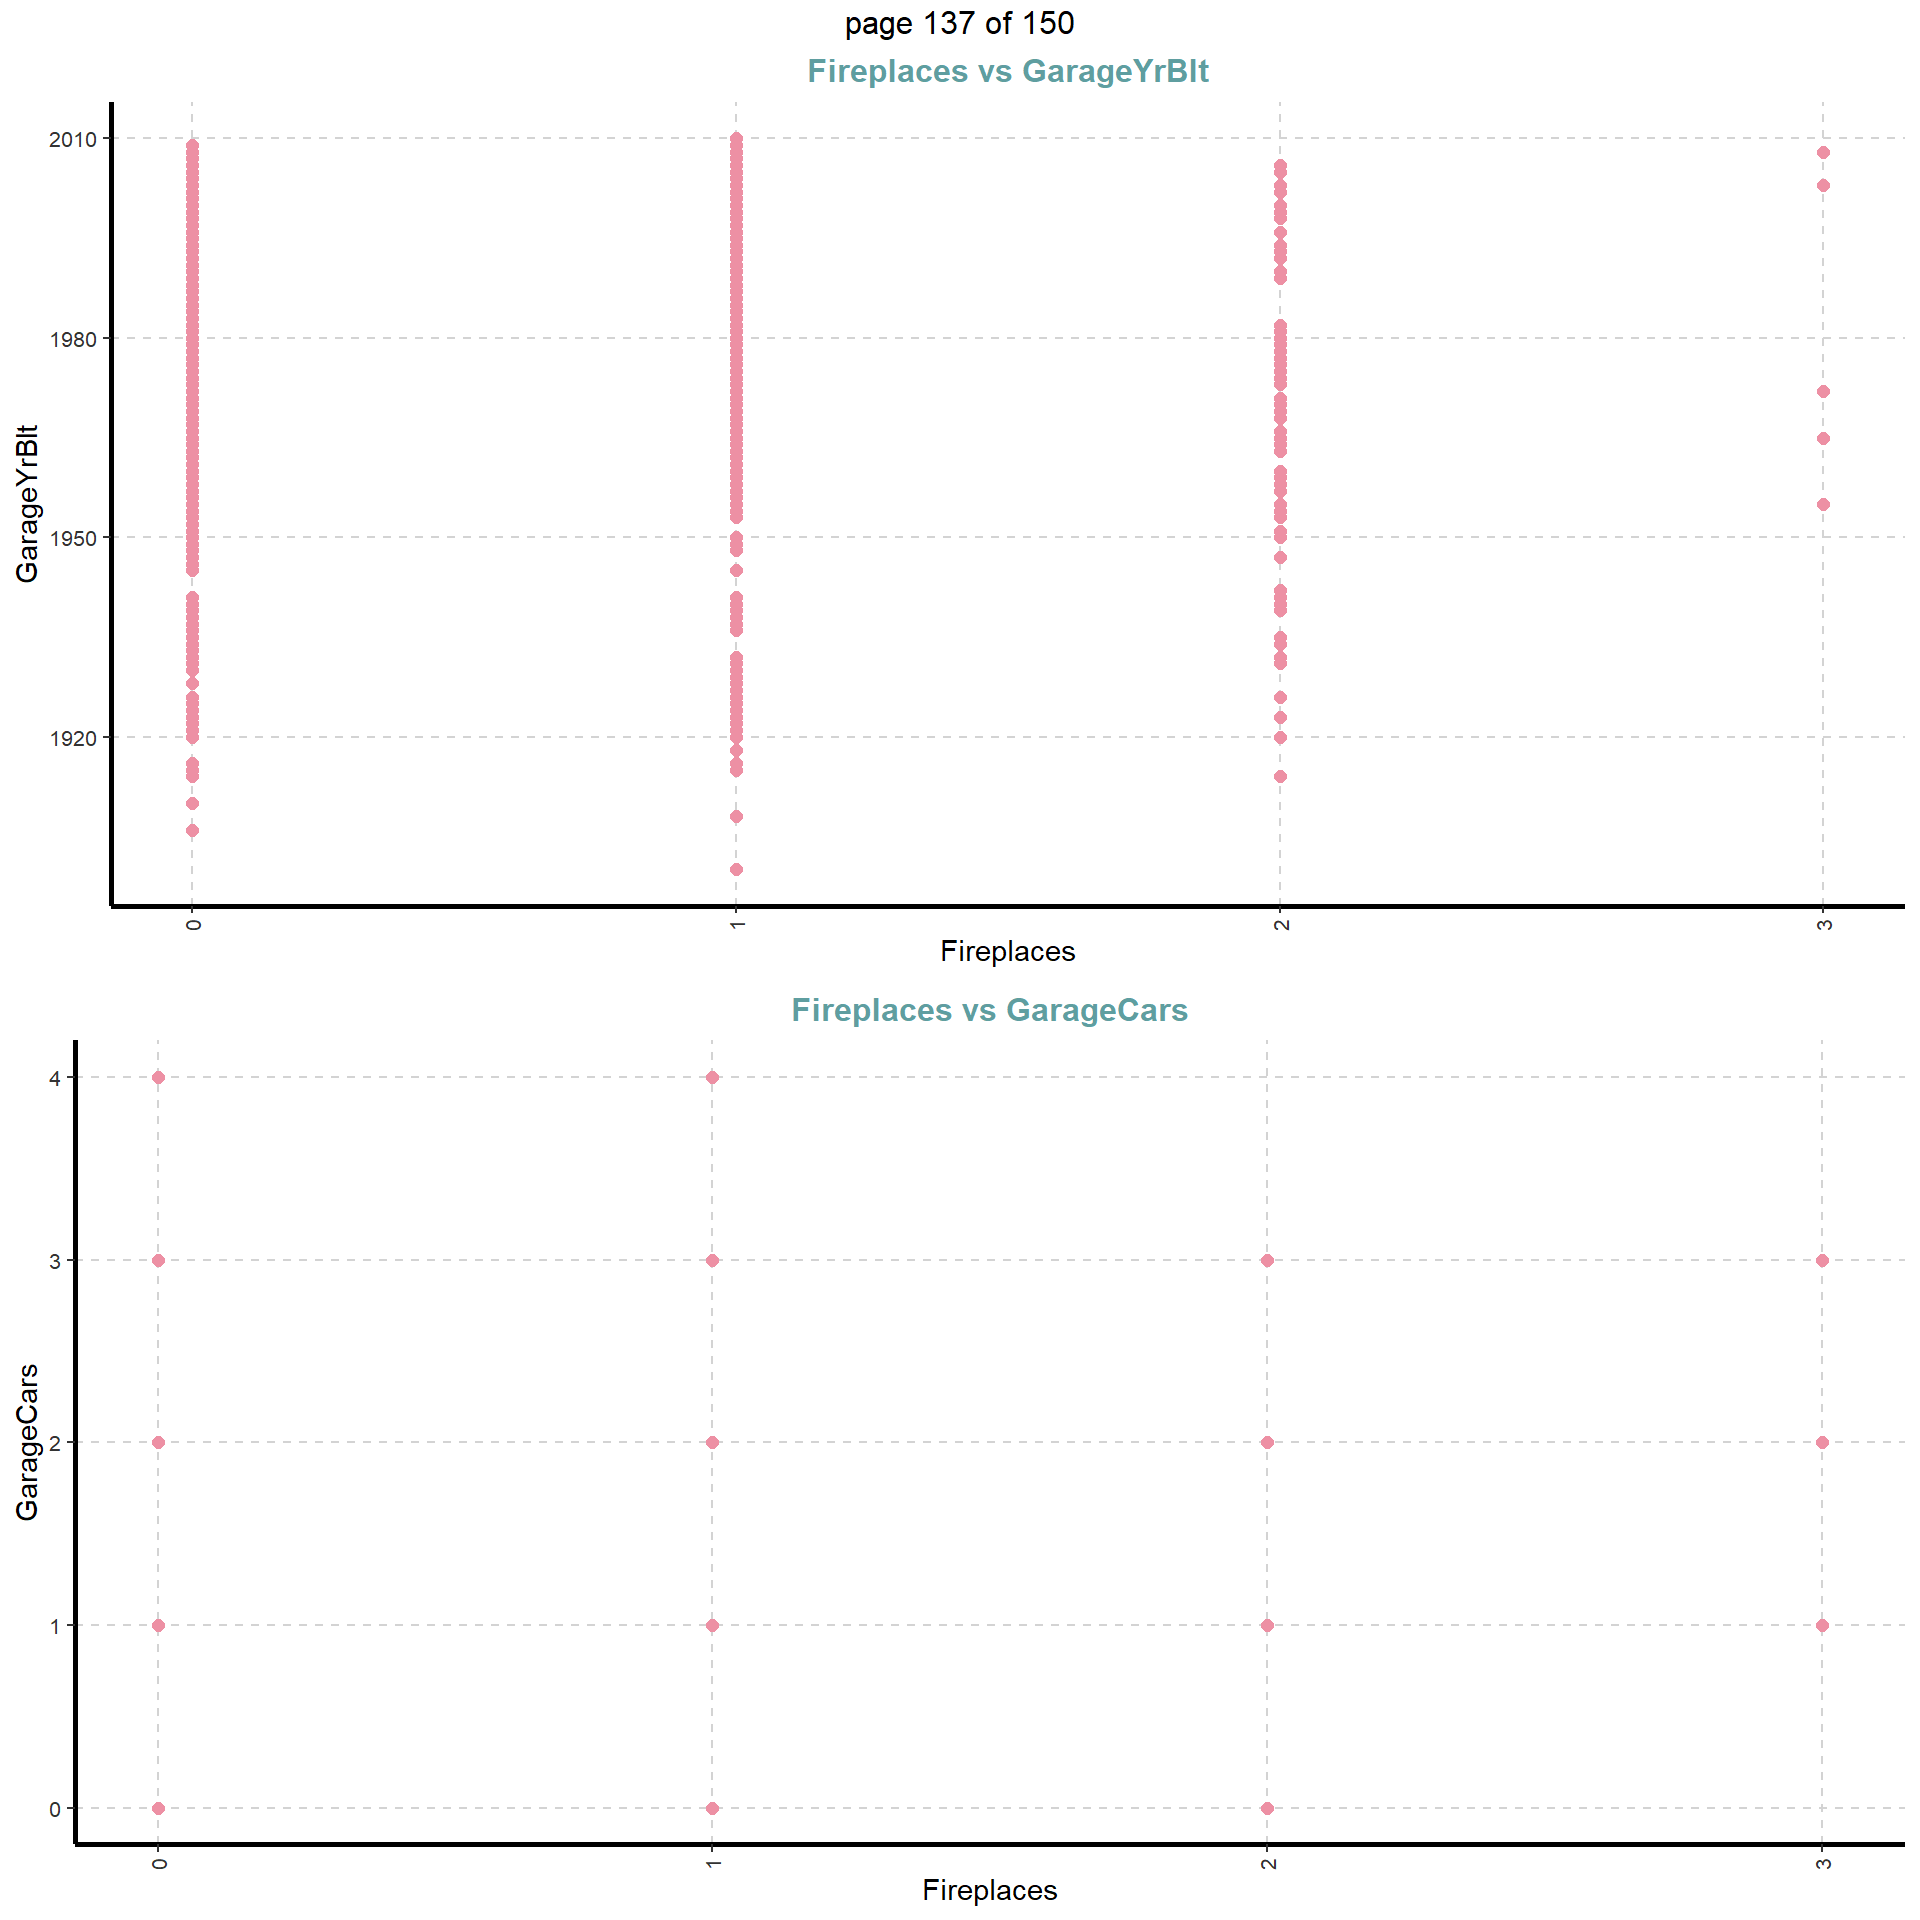 page 137 of 150
Fireplaces vs GarageYrBlt
2010
1980
1950
1920
GarageYrBlt
0 1 2 3
Fireplaces
Fireplaces vs GarageCars
4
3
2
1
0
GarageCars
0 1 2 3
Fireplaces